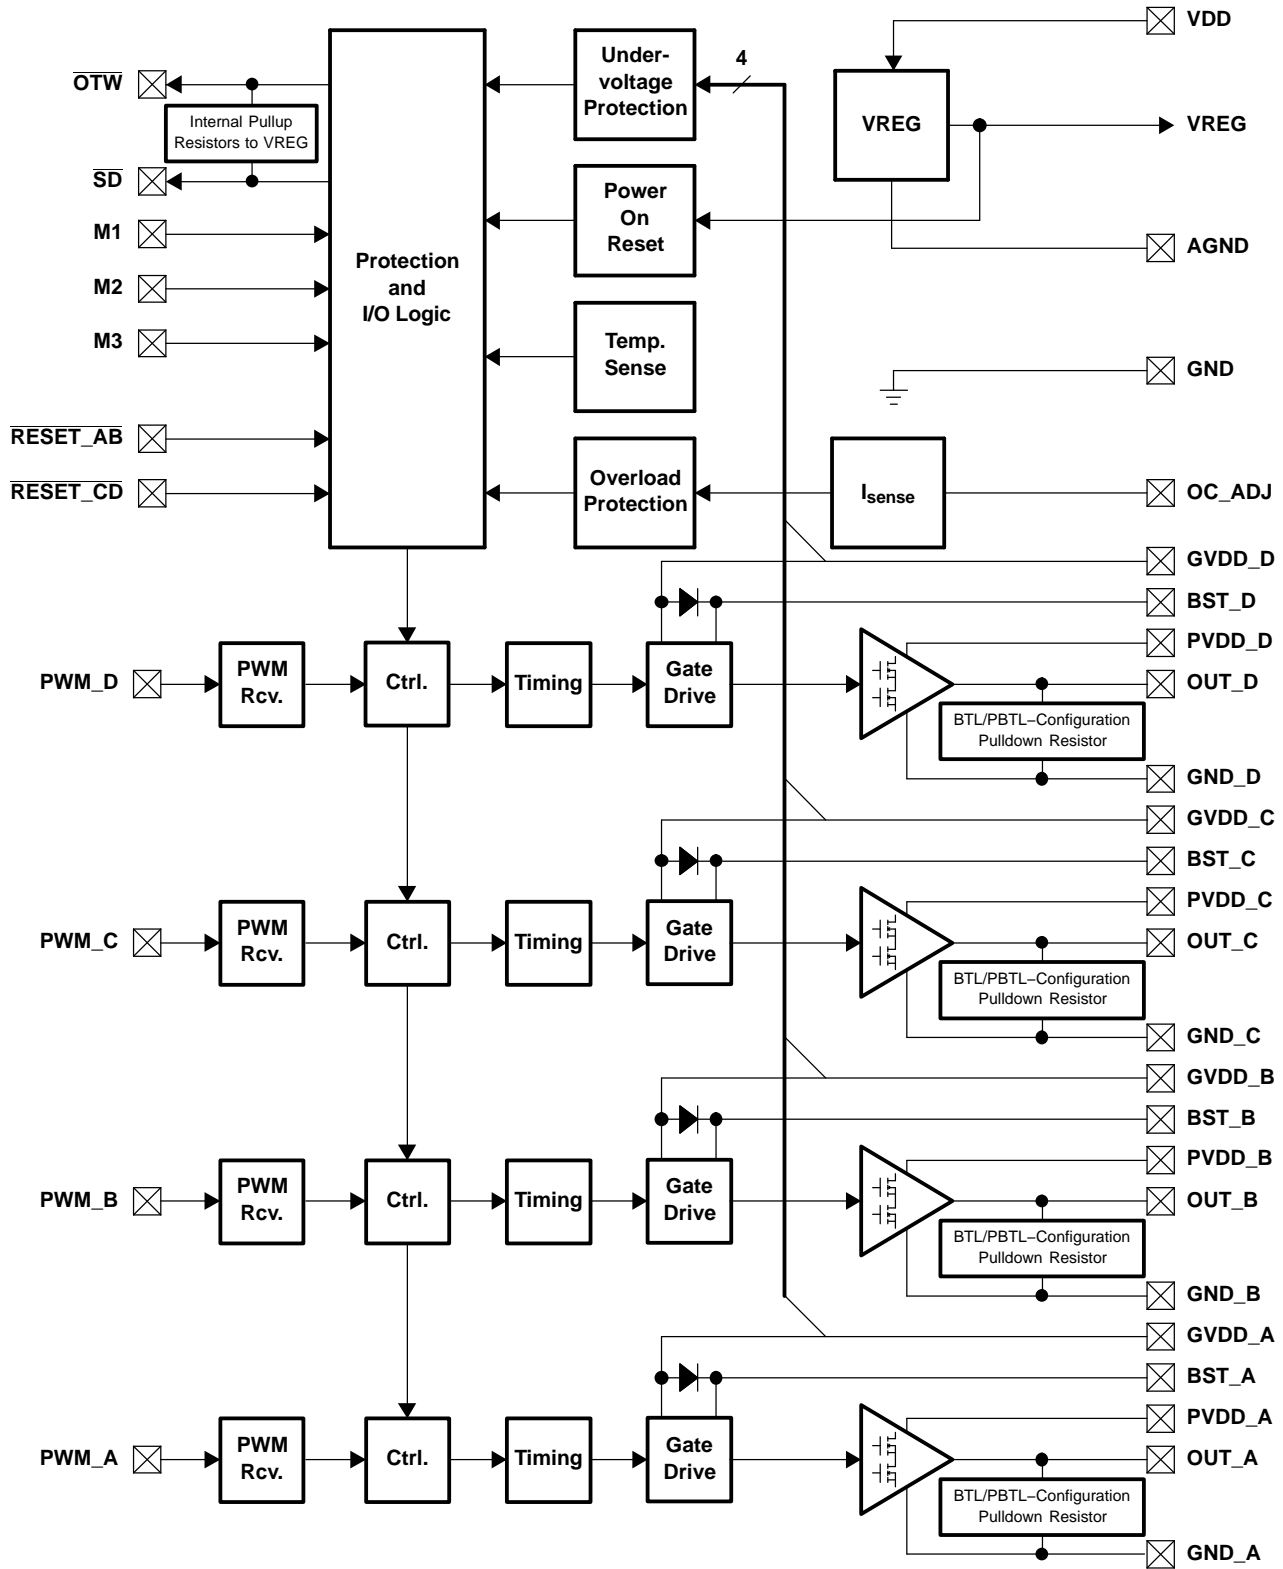 VDD
OTW
Under-
voltage
Protection
4
Internal Pullup
Resistors to VREG
VREG
VREG
SD
Power
On
Reset
M1
AGND
Protection
and
I/O Logic
M2
M3
Temp.
Sense
GND
RESET_AB
RESET_CD
Overload
Protection
Isense
OC_ADJ
GVDD_D
BST_D
PVDD_D
PWM_D
PWM
Rcv.
Ctrl.
Timing
Gate
Drive
OUT_D
BTL/PBTL–Configuration
Pulldown Resistor
GND_D
GVDD_C
BST_C
PVDD_C
PWM_C
PWM
Rcv.
Ctrl.
Timing
Gate
Drive
OUT_C
BTL/PBTL–Configuration
Pulldown Resistor
GND_C
GVDD_B
BST_B
PVDD_B
PWM_B
PWM
Rcv.
Ctrl.
Timing
Gate
Drive
OUT_B
BTL/PBTL–Configuration
Pulldown Resistor
GND_B
GVDD_A
BST_A
PVDD_A
PWM_A
PWM
Rcv.
Ctrl.
Timing
Gate
Drive
OUT_A
BTL/PBTL–Configuration
Pulldown Resistor
GND_A